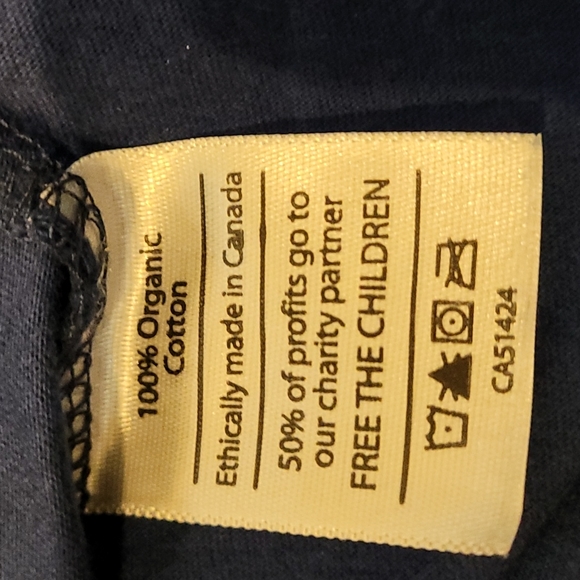 100% Organic
Cotton
Ethically made in Canada
50% of profits go to
our charity partner
FREE THE CHILDREN
CA51424